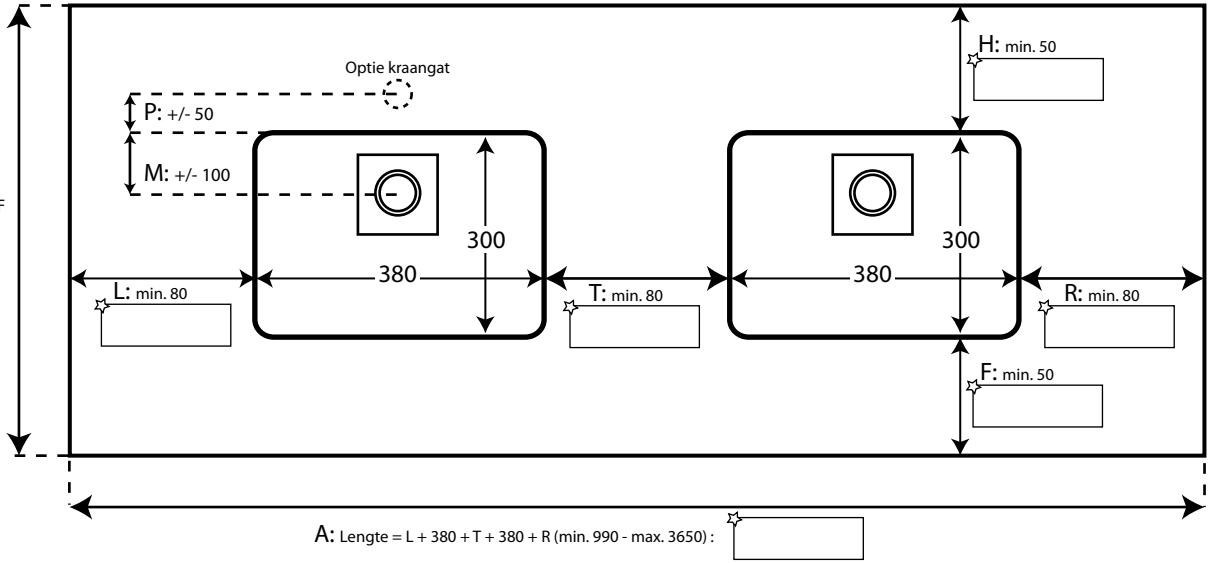 H: min. 50
Optie kraangat
P: +/- 50
M: +/- 100
F
300
300
380
380
L: min. 80
T: min. 80
R: min. 80
F: min. 50
A: Lengte = L + 380 + T + 380 + R (min. 990 - max. 3650) :